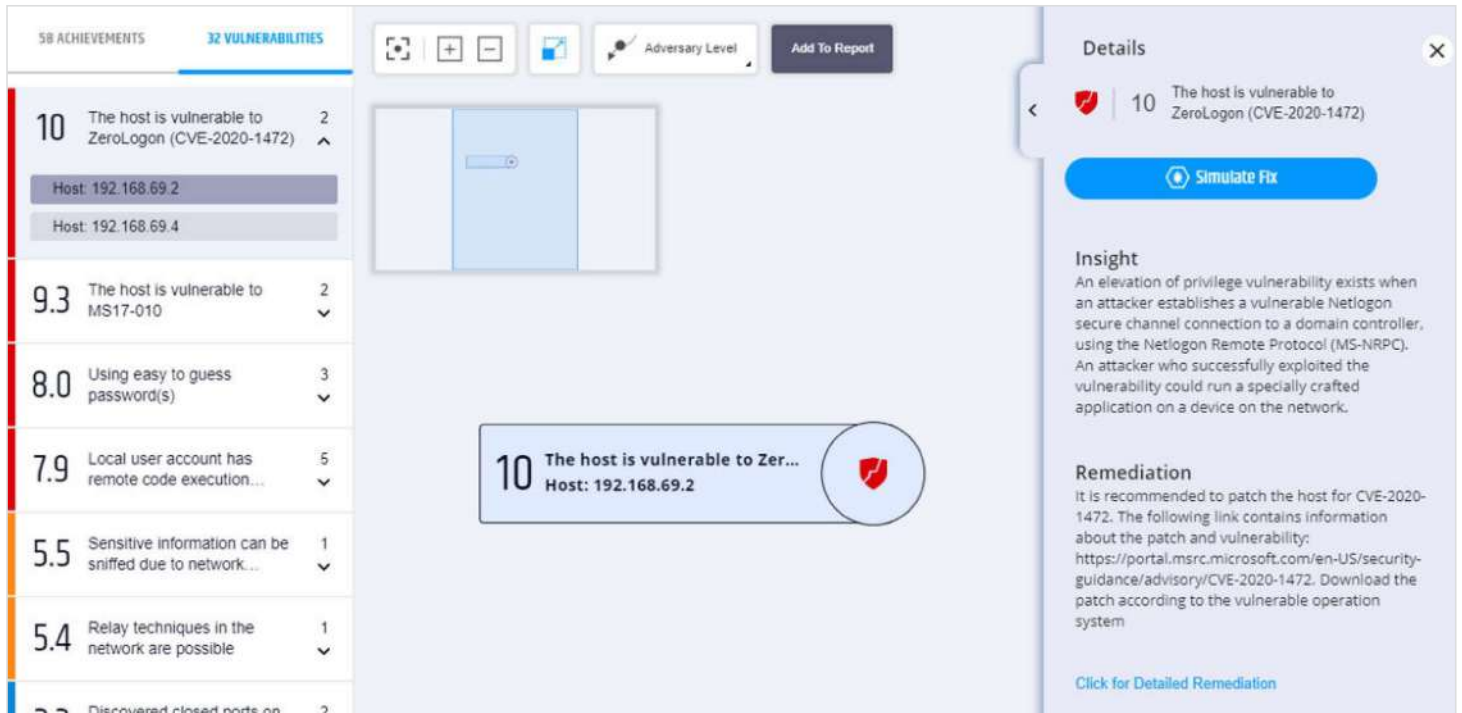 58 ACHIEVEMENTS
32 VULNERABILITIES
10
The host is vulnerable to
ZeroLogon (CVE-2020-1472)
2
Host: 192.168.69.2
Host: 192.168.69.4
9.3
The host is vulnerable to
MS17-010
2
8.0
Using easy to guess
password(s)
3
7.9
Local user account has
remote code execution...
5
5.5
Sensitive information can be
sniffed due to network...
1
5.4
Relay techniques in the
network are possible
1
Discovered closed ports on
2
Adversary Level
Add To Report
10
The host is vulnerable to Zer...
Host: 192.168.69.2
Details
10
The host is vulnerable to
ZeroLogon (CVE-2020-1472)
Simulate Fix
Insight
An elevation of privilege vulnerability exists when
an attacker establishes a vulnerable Netlogon
secure channel connection to a domain controller,
using the Netlogon Remote Protocol (MS-NRPC).
An attacker who successfully exploited the
vulnerability could run a specially crafted
application on a device on the network.
Remediation
It is recommended to patch the host for CVE-2020-
1472. The following link contains information
about the patch and vulnerability:
https://portal.msrc.microsoft.com/en-US/security-
guidance/advisory/CVE-2020-1472. Download the
patch according to the vulnerable operation
system
Click for Detailed Remediation